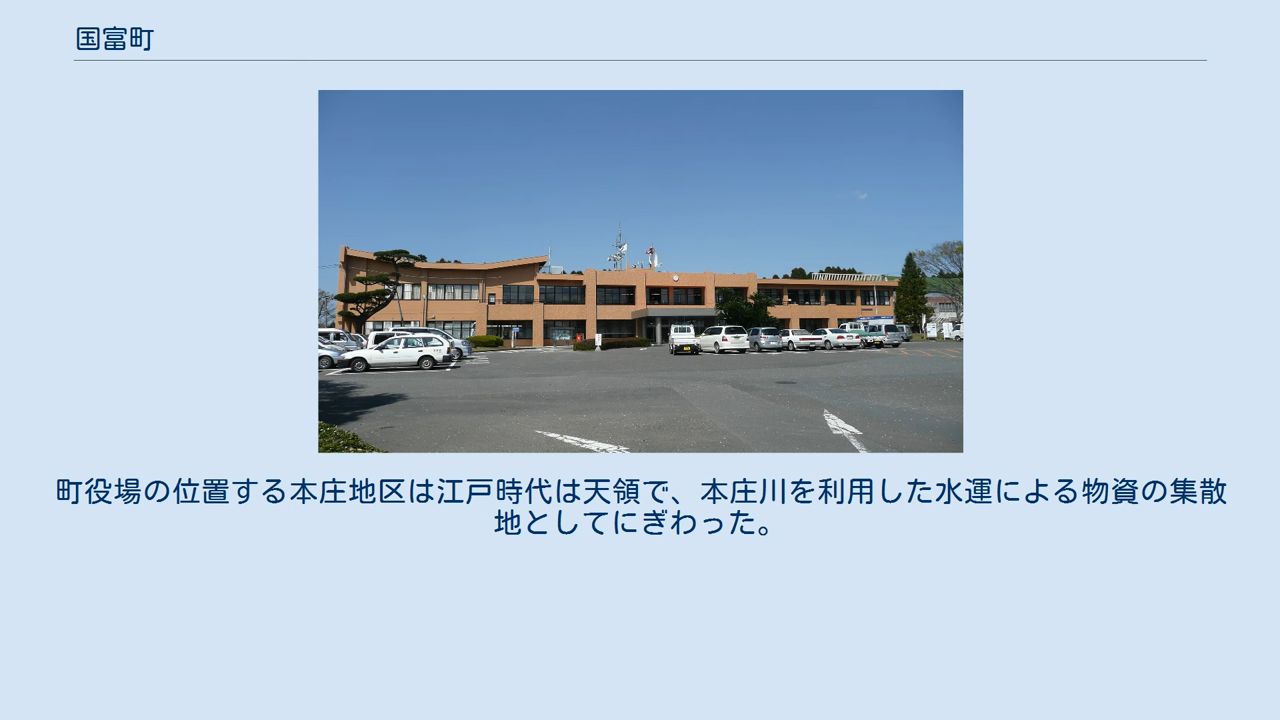 国富町
町役場の位置する本庄地区は江戸時代は天領で、本庄川を利用した水運による物資の集散
地としてにぎわった。